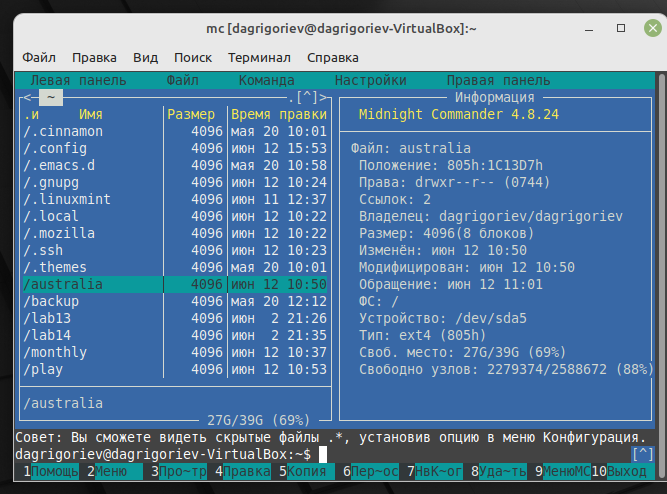 mc [dagrigoriev@dagrigoriev-VirtualBox]:~
Файл Правка Вид Поиск Терминал Справка
Левая панель Файл Команда Настройки Правая панель
<─ ~ .[^]>
.и Имя Размер Время правки
/.cinnamon 4096 мая 20 10:01
/.config 4096 июн 12 15:53
/.emacs.d 4096 мая 20 10:58
/.gnupg 4096 июн 12 10:24
/.linuxmint 4096 июн 11 12:37
/.local 4096 июн 12 10:22
/.mozilla 4096 июн 12 10:22
/.ssh 4096 июн 12 10:23
/.themes 4096 мая 20 10:01
/australia 4096 июн 12 10:50
/backup 4096 мая 20 12:12
/lab13 4096 июн 2 21:26
/lab14 4096 июн 2 21:35
/monthly 4096 июн 12 10:37
/play 4096 июн 12 10:53
/australia
27G/39G (69%)
Информация
Midnight Commander 4.8.24
Файл: australia
Положение: 805h:1C13D7h
Права: drwxr--r-- (0744)
Ссылок: 2
Владелец: dagrigoriev/dagrigoriev
Размер: 4096(8 блоков)
Изменён: июн 12 10:50
Модифицирован: июн 12 10:50
Обращение: июн 12 11:01
ФС: /
Устройство: /dev/sda5
Тип: ext4 (805h)
Своб. место: 27G/39G (69%)
Свободно узлов: 2279374/2588672 (88%)
Совет: Вы сможете видеть скрытые файлы .*, установив опцию в меню Конфигурация.
dagrigoriev@dagrigoriev-VirtualBox:~$ [^]
1Помощь 2Меню 3Про~тр 4Правка 5Копия 6Пер~ос 7НвК~ог 8Уда~ть 9МенюMC 10Выход